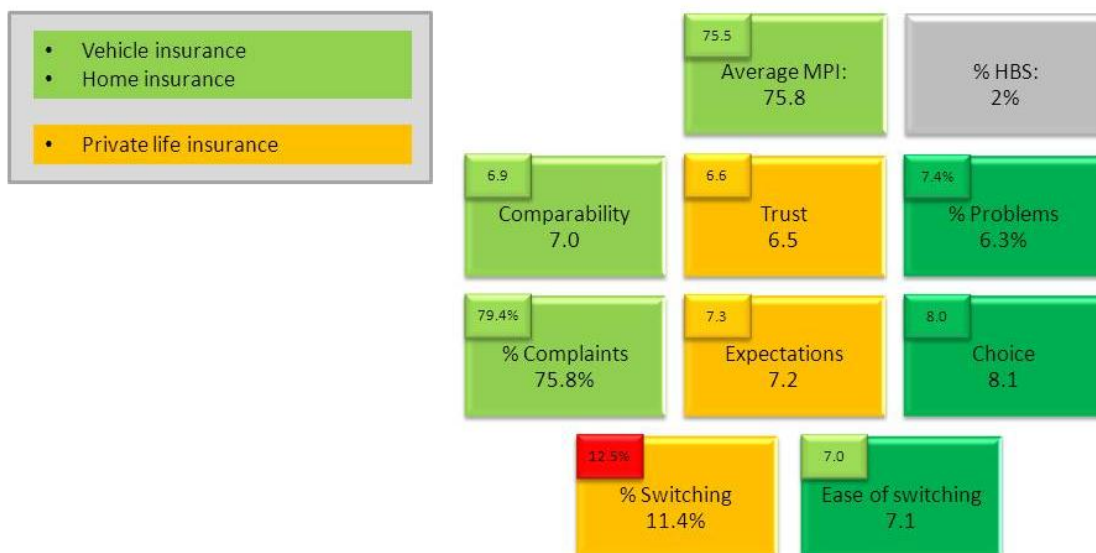 • Vehicle insurance
• Home insurance
• Private life insurance
75.5
Average MPI:
75.8
% HBS:
2%
6.9
Comparability
7.0
6.6
Trust
6.5
7.4%
% Problems
6.3%
79.4%
% Complaints
75.8%
7.3
Expectations
7.2
8.0
Choice
8.1
12.5%
% Switching
11.4%
7.0
Ease of switching
7.1